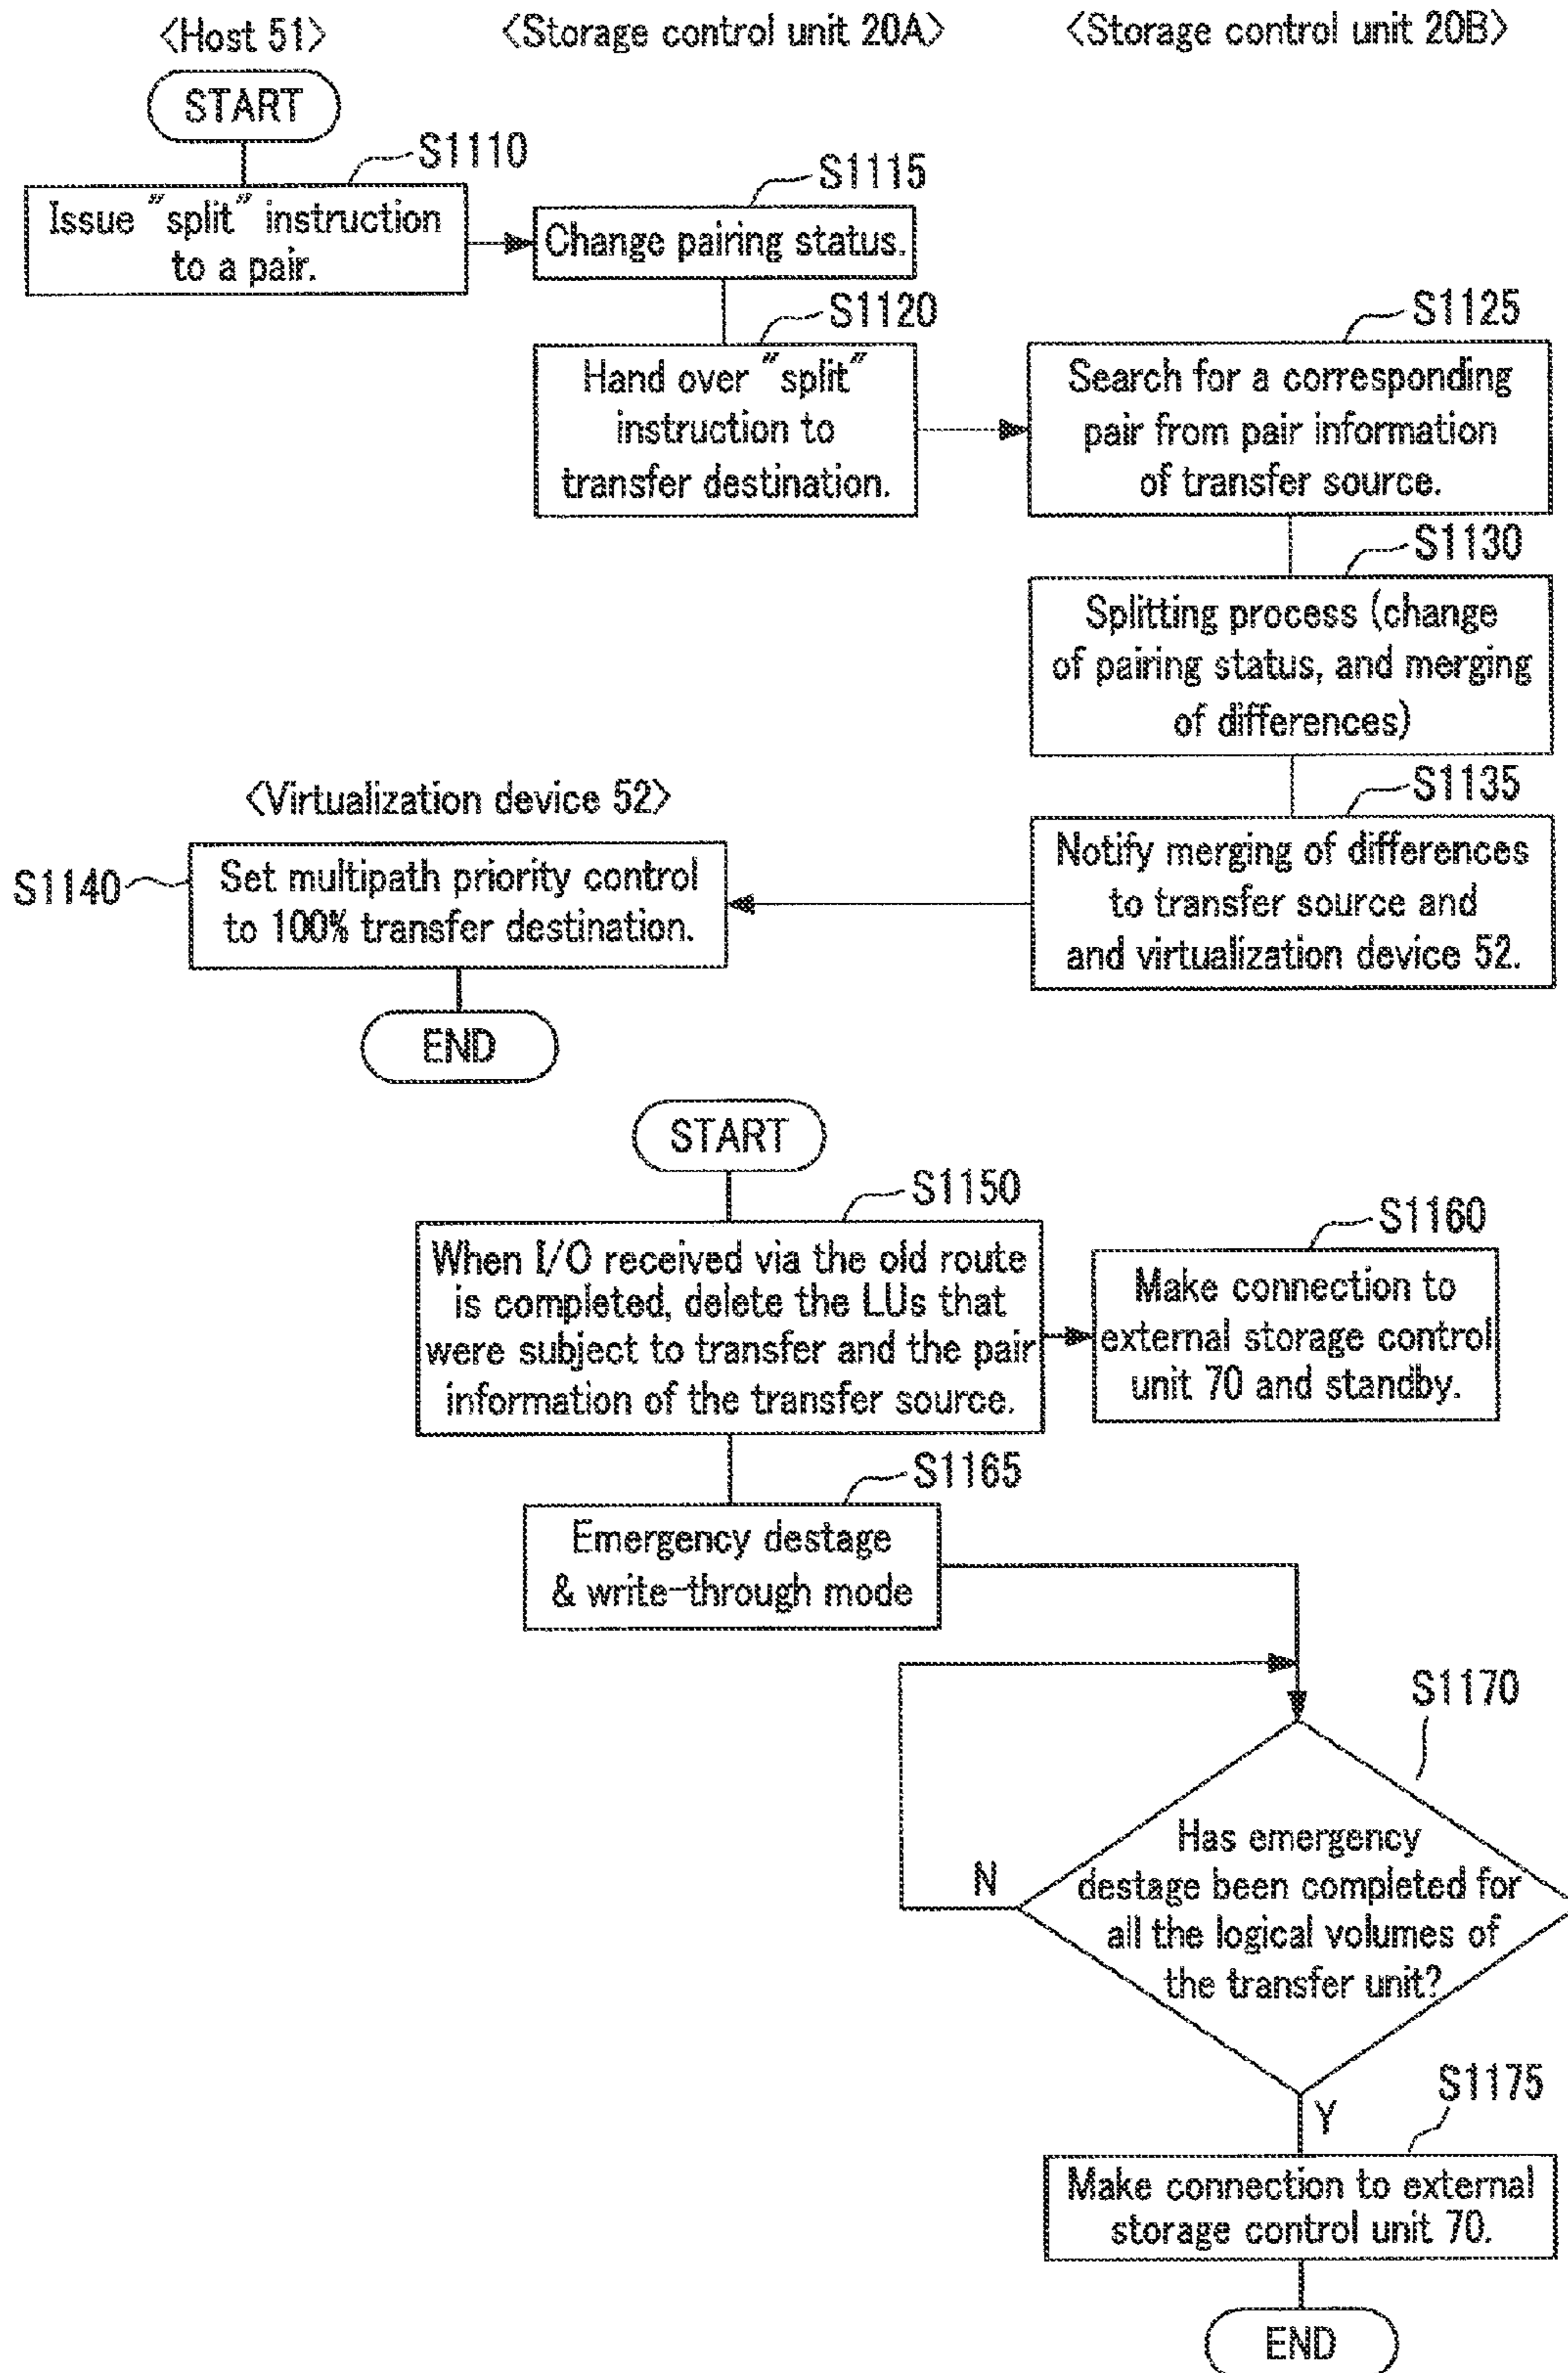 <Host 51>
<Storage control unit 20A>
<Storage control unit 20B>
START
S1110
Issue "split" instruction
to a pair.
S1115
Change pairing status.
S1120
Hand over "split"
instruction to
transfer destination.
S1125
Search for a corresponding
pair from pair information
of transfer source.
S1130
Splitting process (change
of pairing status, and merging
of differences)
S1135
Notify merging of differences
to transfer source and
and virtualization device 52.
<Virtualization device 52>
S1140
Set multipath priority control
to 100% transfer destination.
END
START
S1150
When I/O received via the old route
is completed, delete the LUs that
were subject to transfer and the pair
information of the transfer source.
S1160
Make connection to
external storage control
unit 70 and standby.
S1165
Emergency destage
& write-through mode
S1170
Has emergency
destage been completed for
all the logical volumes of
the transfer unit?
N
Y
S1175
Make connection to external
storage control unit 70.
END